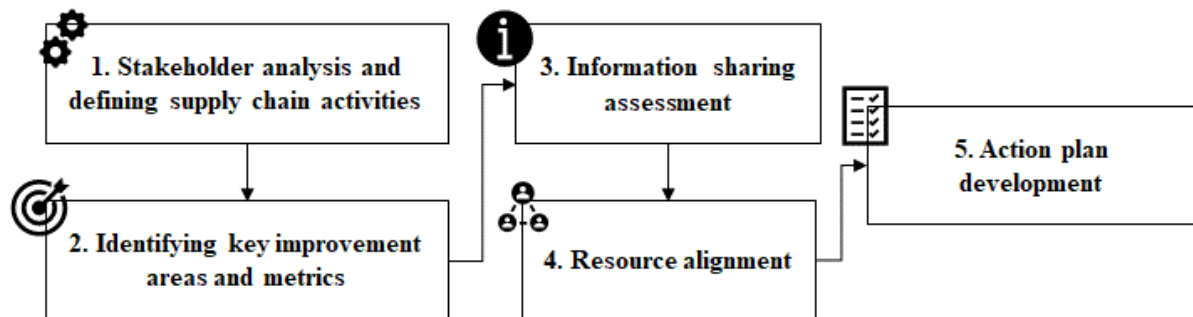 1. Stakeholder analysis and
defining supply chain activities
2. Identifying key improvement
areas and metrics
3. Information sharing
assessment
4. Resource alignment
5. Action plan
development